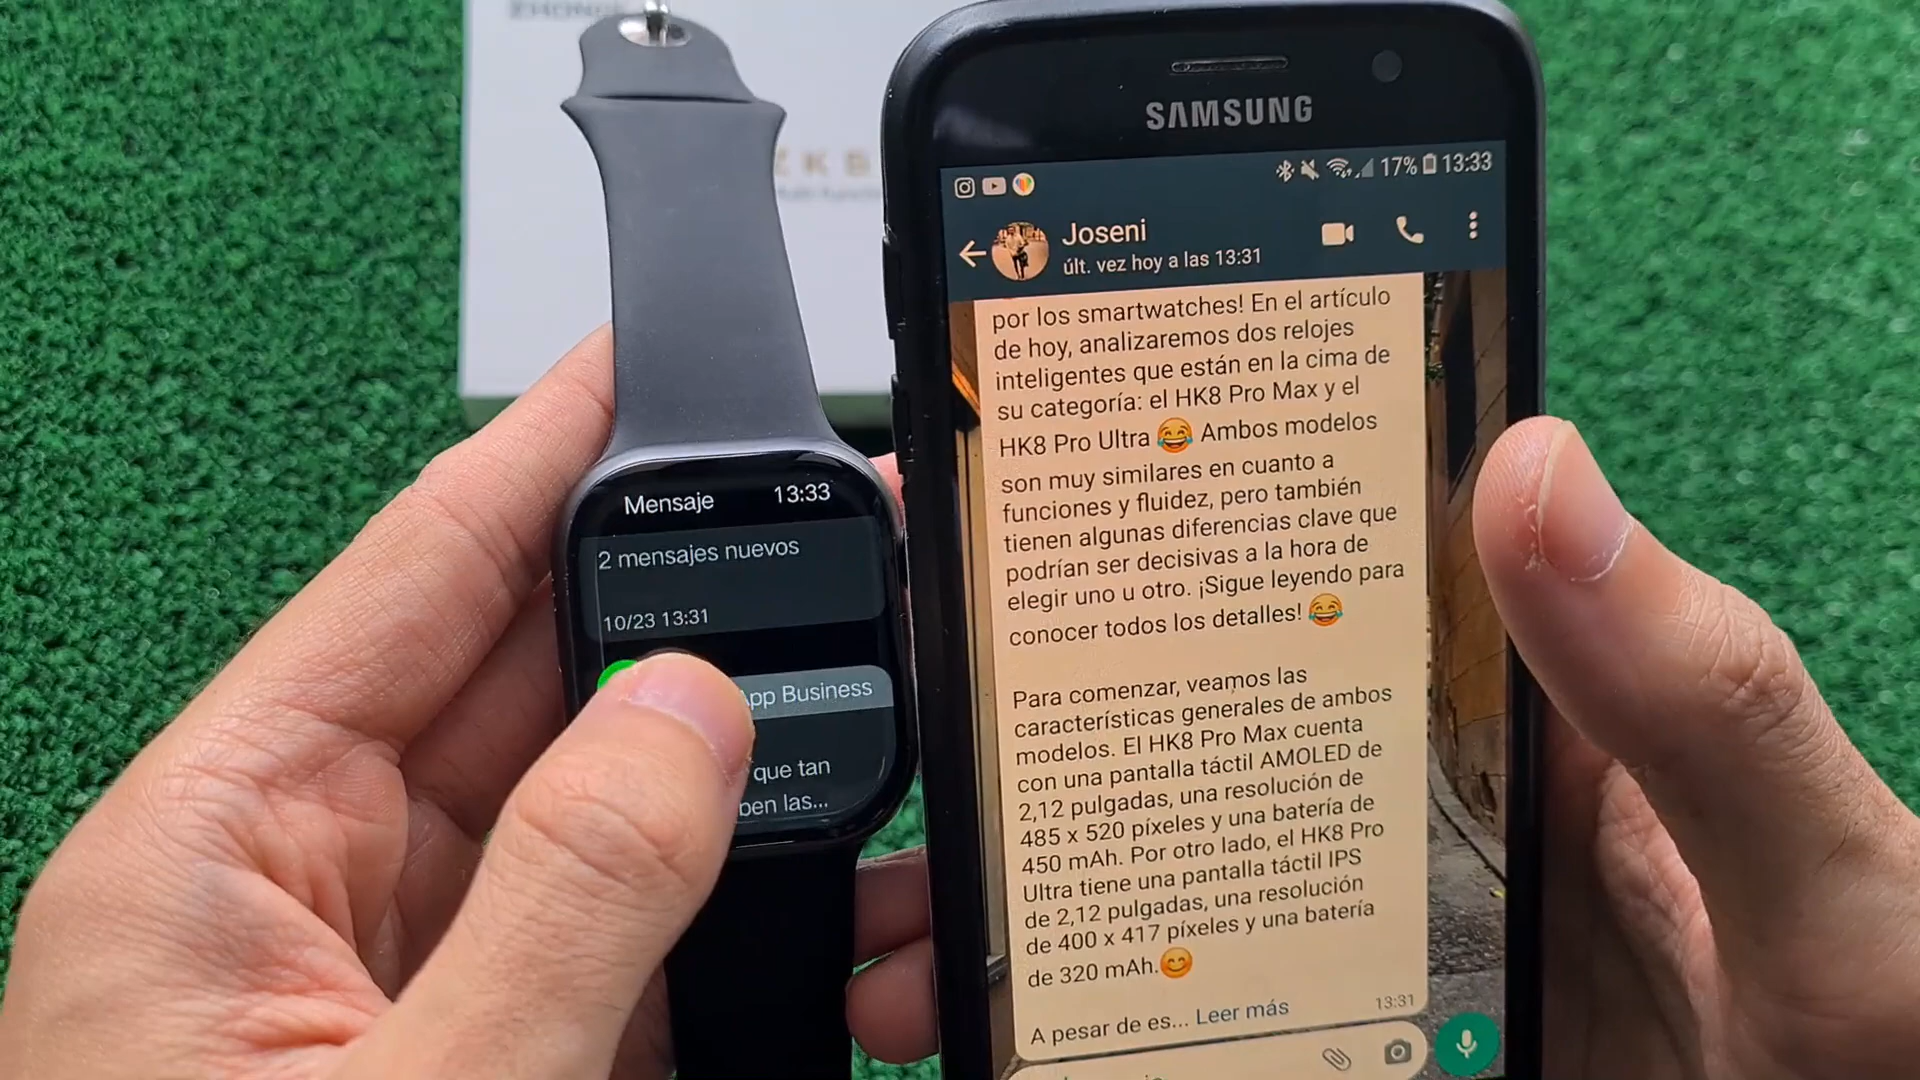 ZKS
SAMSUNG
17% 13:33
Joseni
últ. vez hoy a las 13:31
por los smartwatches! En el artículo
de hoy, analizaremos dos relojes
inteligentes que están en la cima de
su categoría: el HK8 Pro Max y el
HK8 Pro Ultra 😂 Ambos modelos
son muy similares en cuanto a
funciones y fluidez, pero también
tienen algunas diferencias clave que
podrían ser decisivas a la hora de
elegir uno u otro. ¡Sigue leyendo para
conocer todos los detalles! 😂
Para comenzar, veamos las
características generales de ambos
modelos. El HK8 Pro Max cuenta
con una pantalla táctil AMOLED de
2,12 pulgadas, una resolución de
485 x 520 píxeles y una batería de
450 mAh. Por otro lado, el HK8 Pro
Ultra tiene una pantalla táctil IPS
de 2,12 pulgadas, una resolución
de 400 x 417 píxeles y una batería
de 320 mAh.😊
A pesar de es... Leer más
13:31
Mensaje 13:33
2 mensajes nuevos
10/23 13:31
App Business
que tan
ben las...